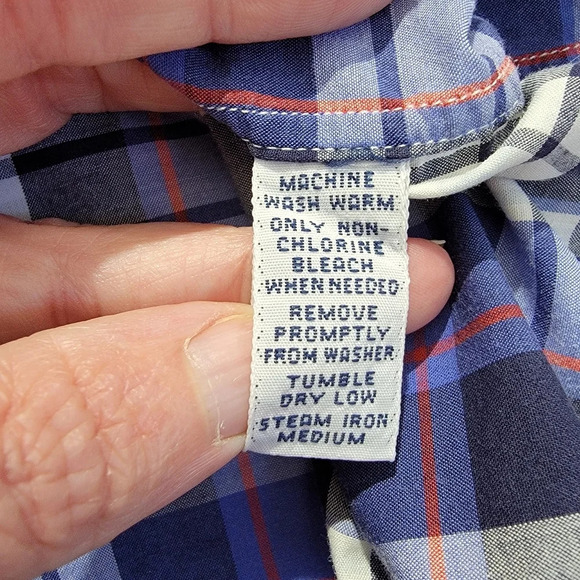 MACHINE
WASH WARM
ONLY NON-
CHLORINE
BLEACH
WHEN NEEDED
REMOVE
PROMPTLY
FROM WASHER
TUMBLE
DRY LOW
STEAM IRON
MEDIUM